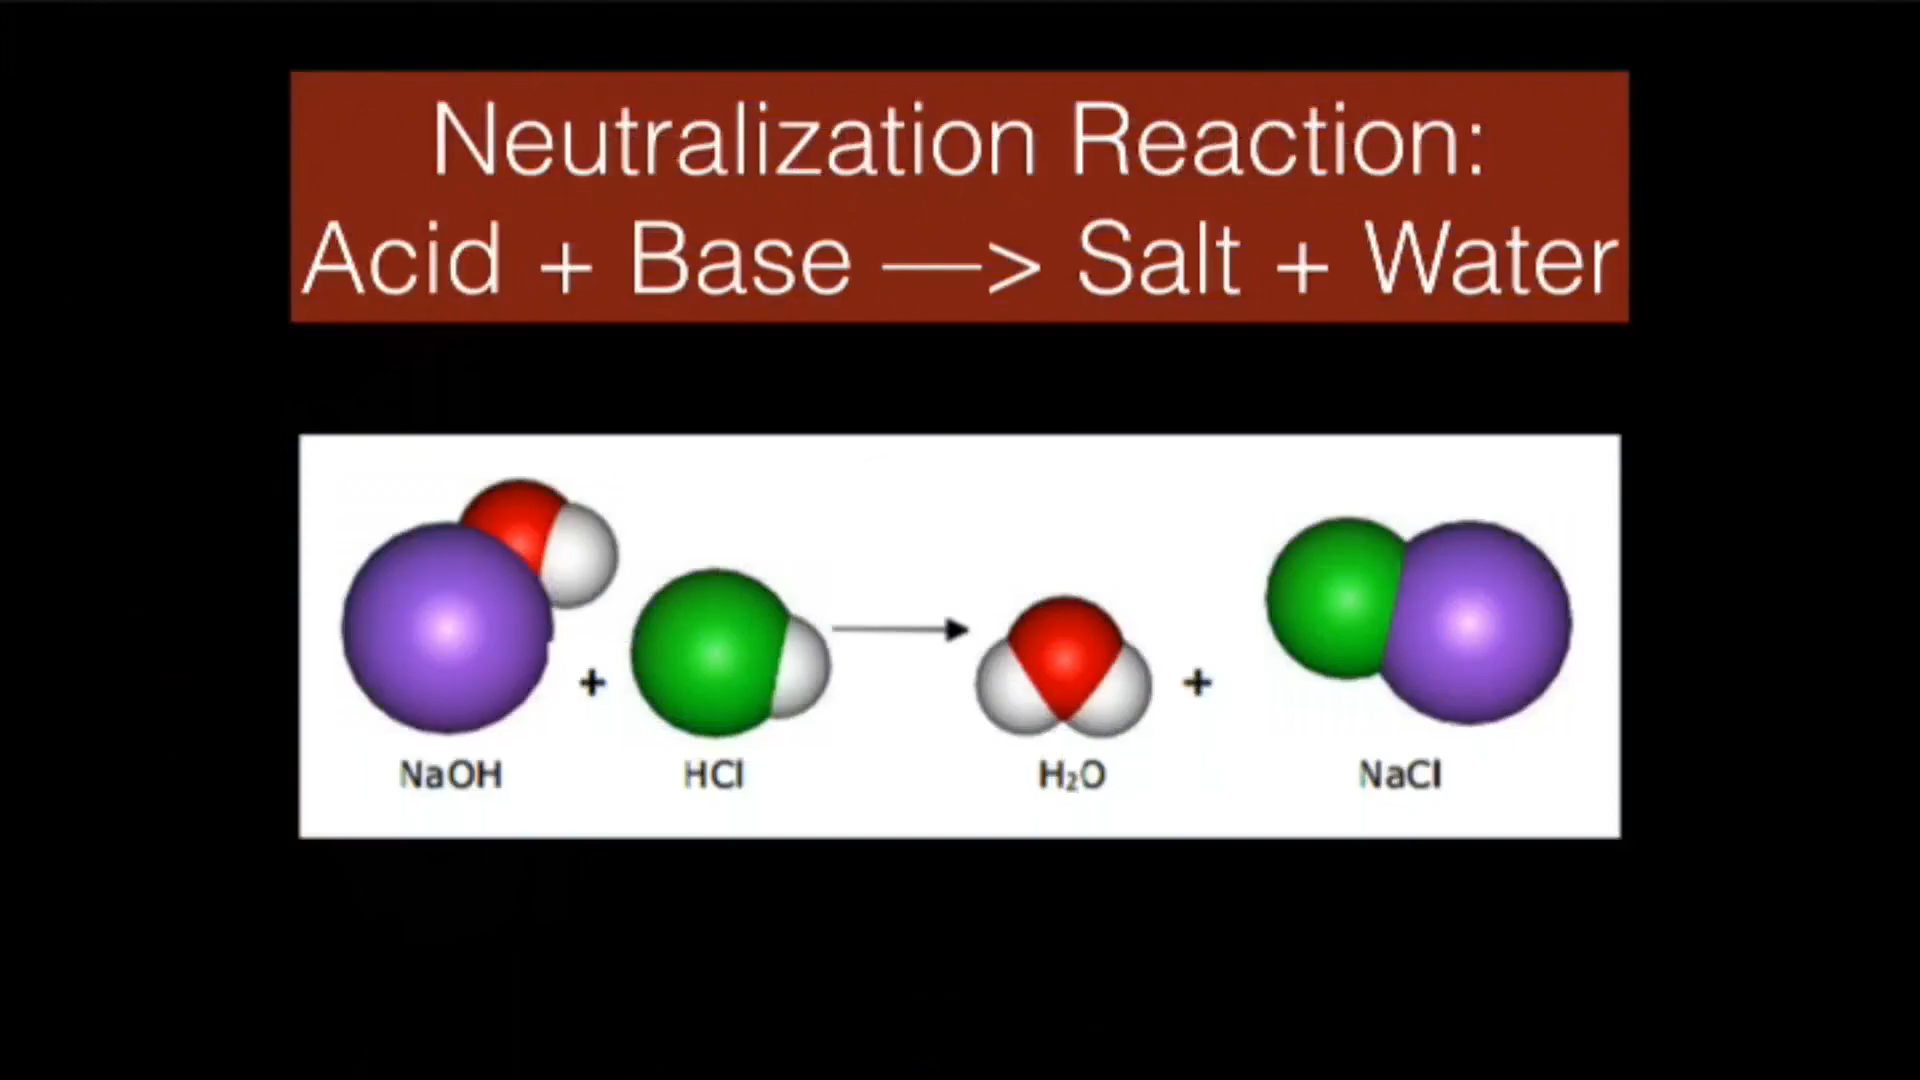 Neutralization Reaction:
Acid + Base —> Salt + Water
+ +
NaOH HCl H₂O NaCl